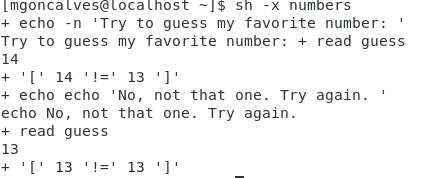 [mgoncalves@localhost ~]$ sh -x numbers
+ echo -n 'Try to guess my favorite number: '
Try to guess my favorite number: + read guess
14
+ '[' 14 '!=' 13 ']'
+ echo echo 'No, not that one. Try again. '
echo No, not that one. Try again.
+ read guess
13
+ '[' 13 '!=' 13 ']'